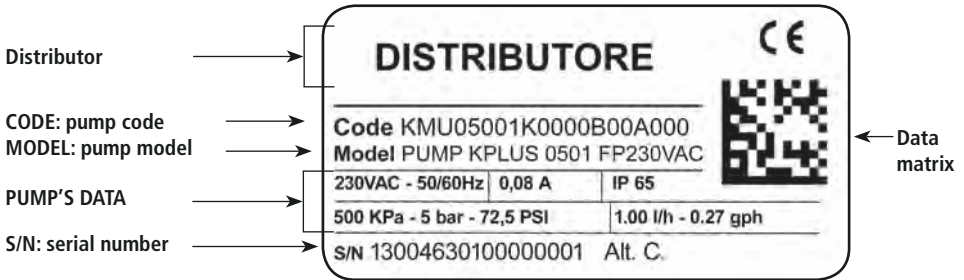 Distributor
DISTRIBUTORE
CE
CODE: pump code
Code KMU05001K0000B00A000
MODEL: pump model
Model PUMP KPLUS 0501 FP230VAC
Data
matrix
PUMP'S DATA
230VAC - 50/60Hz 0,08 A IP 65
500 KPa - 5 bar - 72,5 PSI 1.00 l/h - 0.27 gph
S/N: serial number
S/N 13004630100000001 Alt. C.